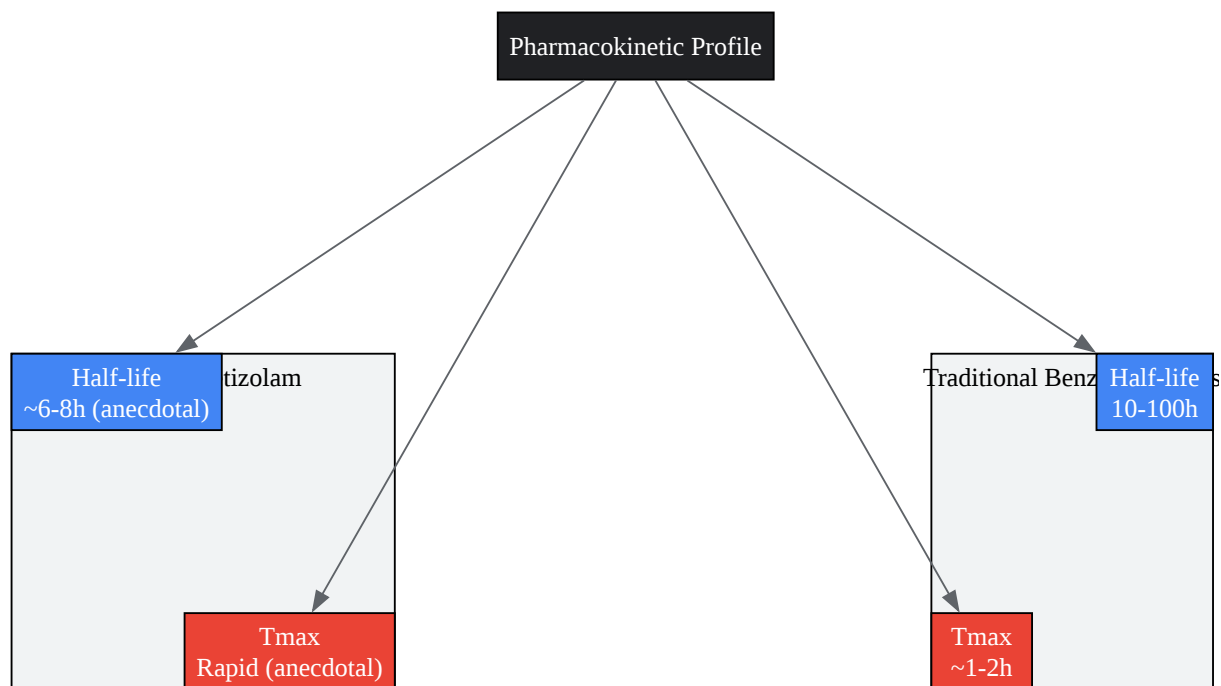 Pharmacokinetic Profile
Half-life
~6-8h (anecdotal)
tizolam
Traditional Benz
Half-life
10-100h
s
Tmax
Rapid (anecdotal)
Tmax
~1-2h